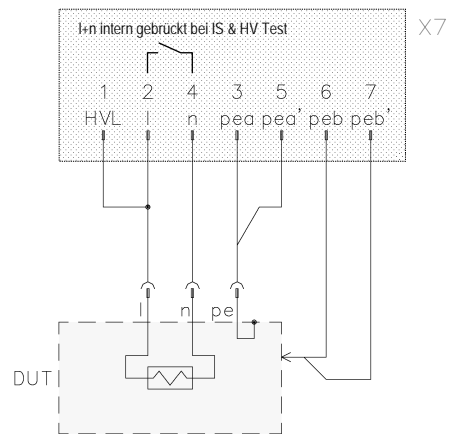 l+n intern gebrückt bei IS & HV Test
X7
1 2 4 3 5 6 7
HVL l n pea pea' peb peb'
l n pe
DUT